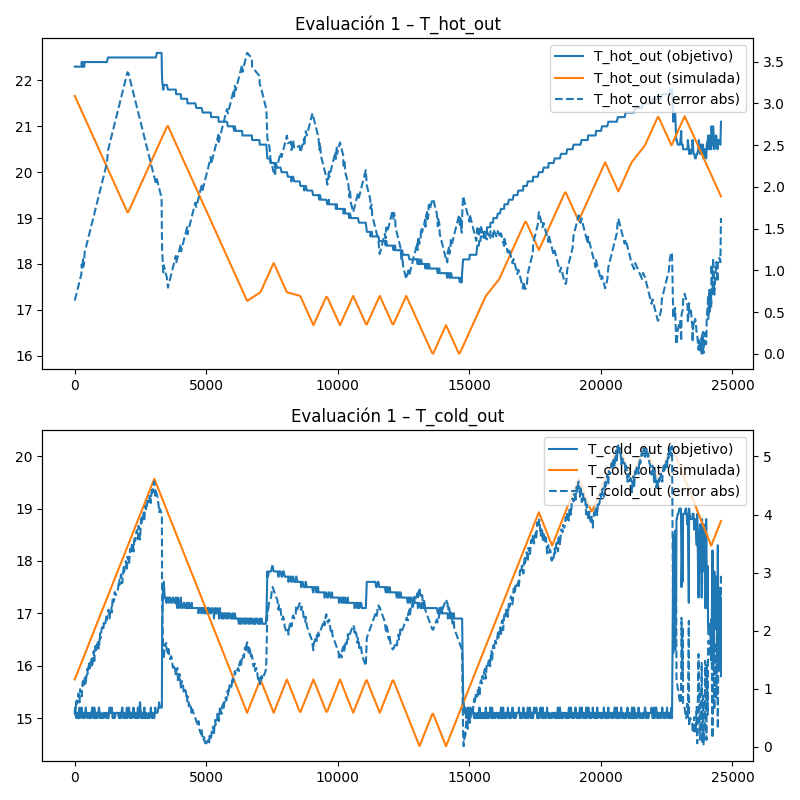 Evaluación 1 – T_hot_out
T_hot_out (objetivo)
T_hot_out (simulada)
T_hot_out (error abs)
22
21
20
19
18
17
16
3.5
3.0
2.5
2.0
1.5
1.0
0.5
0.0
0 5000 10000 15000 20000 25000
Evaluación 1 – T_cold_out
T_cold_out (objetivo)
T_cold_out (simulada)
T_cold_out (error abs)
20
19
18
17
16
15
5
4
3
2
1
0
0 5000 10000 15000 20000 25000